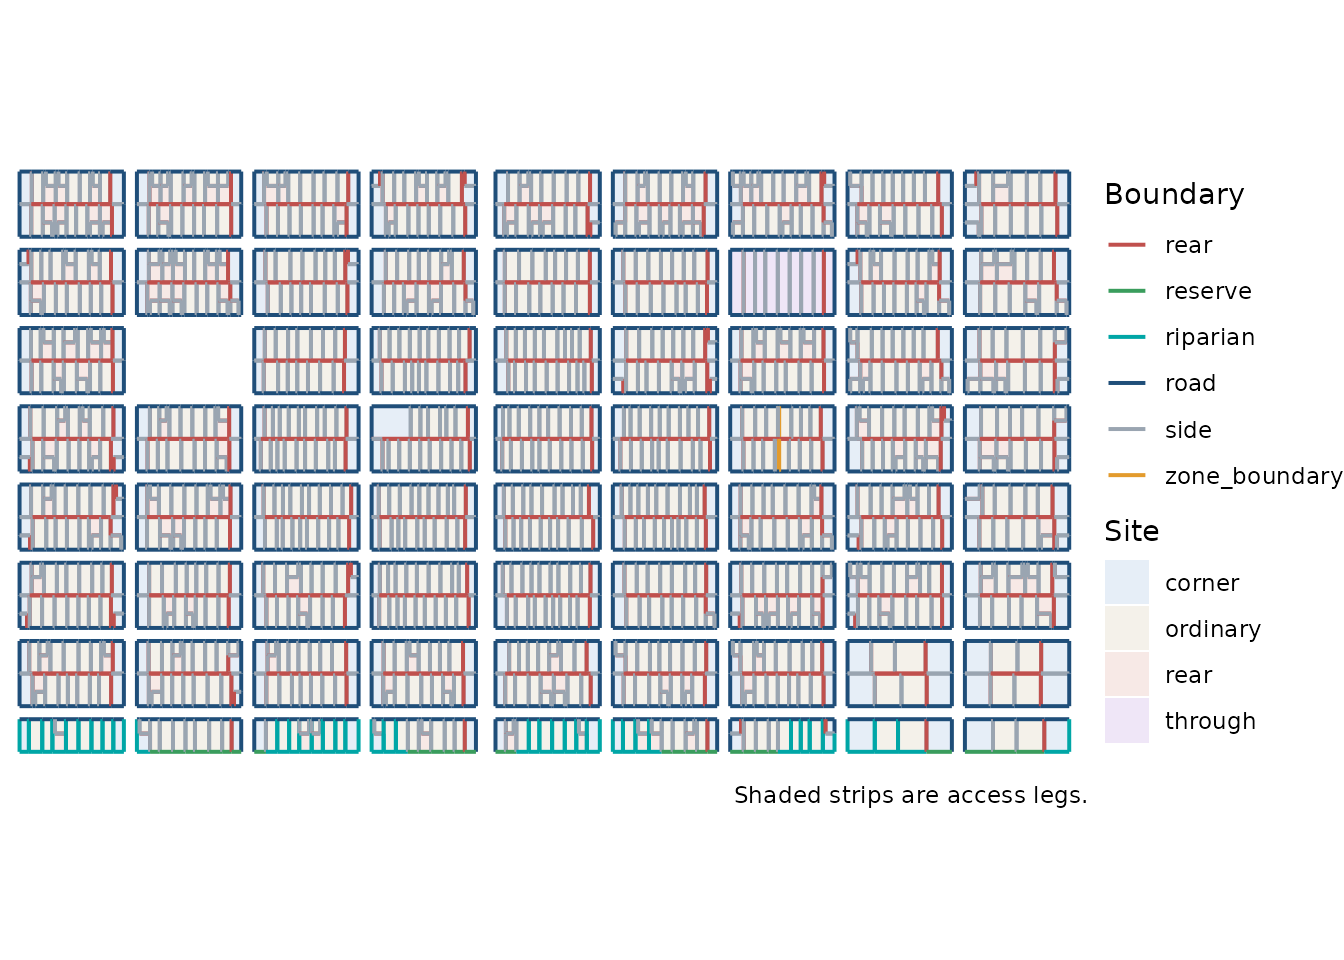 Boundary
rear
reserve
riparian
road
side
zone_boundary
Site
corner
ordinary
rear
through
Shaded strips are access legs.